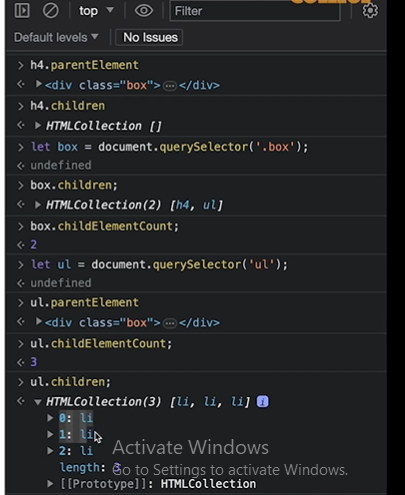 COLLEGE
top
Filter
Default levels
No Issues
h4.parentElement
<div class="box">…</div>
h4.children
HTMLCollection []
let box = document.querySelector('.box');
undefined
box.children;
HTMLCollection(2) [h4, ul]
box.childElementCount;
2
let ul = document.querySelector('ul');
undefined
ul.parentElement
<div class="box">…</div>
ul.childElementCount;
3
ul.children;
HTMLCollection(3) [li, li, li] i
0: li
1: li
2: li
length: 3
[[Prototype]]: HTMLCollection
Activate Windows
Go to Settings to activate Windows.